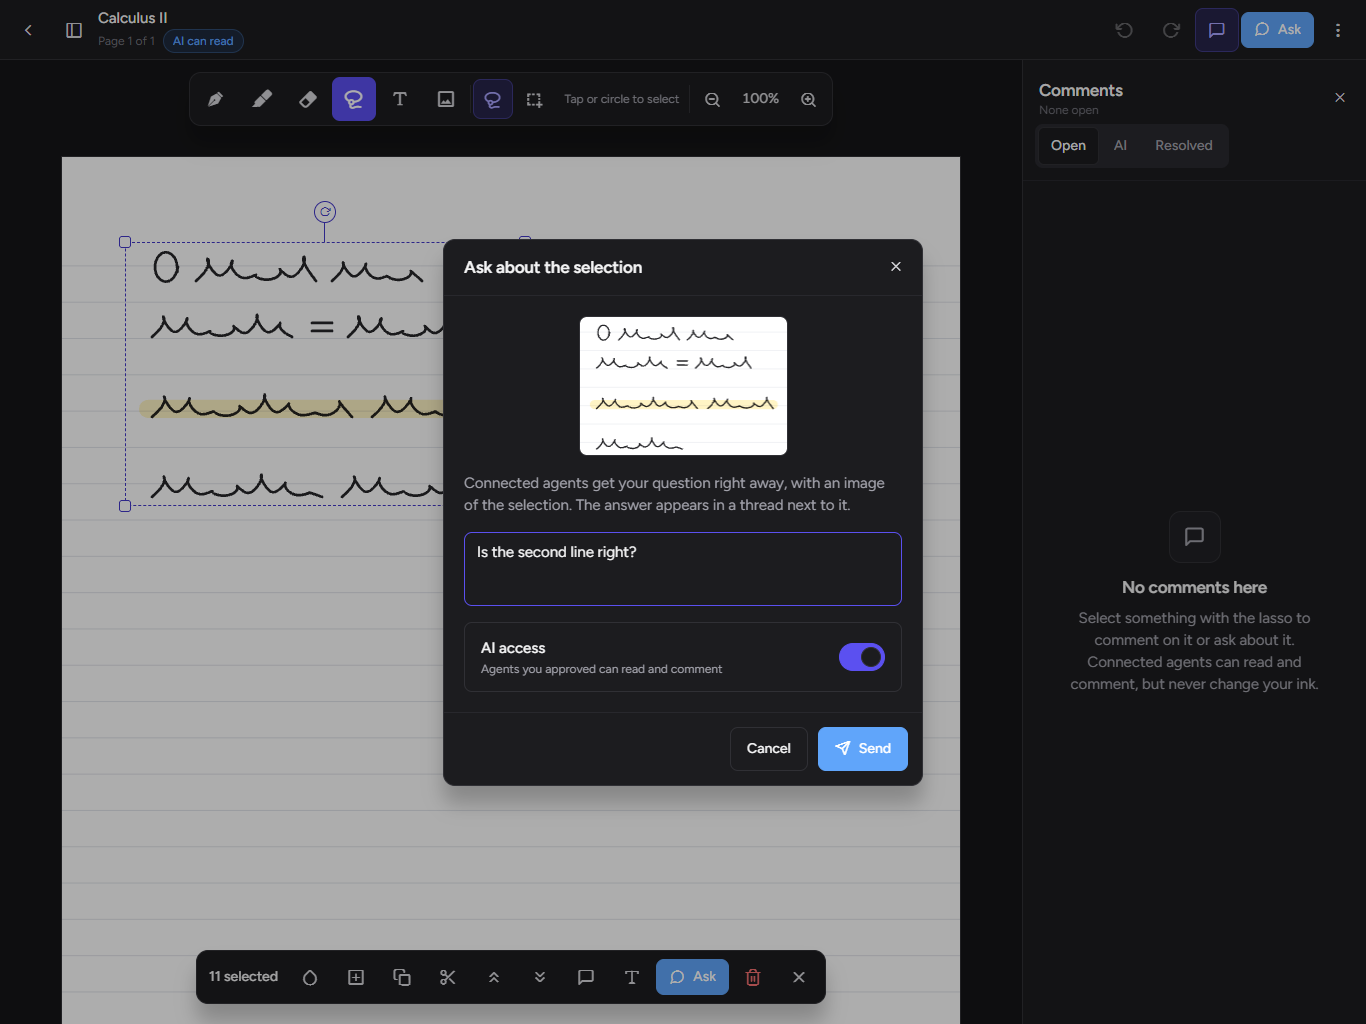 Calculus II
Page 1 of 1 AI can read
Ask
T Tap or circle to select 100%
Comments
None open
Open AI Resolved
Ask about the selection
Connected agents get your question right away, with an image
of the selection. The answer appears in a thread next to it.
Is the second line right?
AI access
Agents you approved can read and comment
Cancel Send
No comments here
Select something with the lasso to
comment on it or ask about it.
Connected agents can read and
comment, but never change your ink.
11 selected T Ask